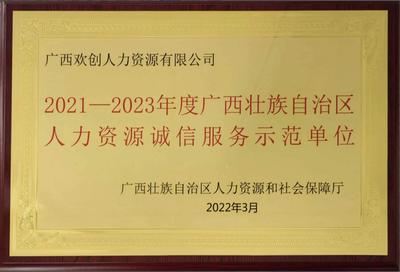 广西欢创人力资源有限公司
2021—2023年度广西壮族自治区
人力资源诚信服务示范单位
广西壮族自治区人力资源和社会保障厅
2022年3月